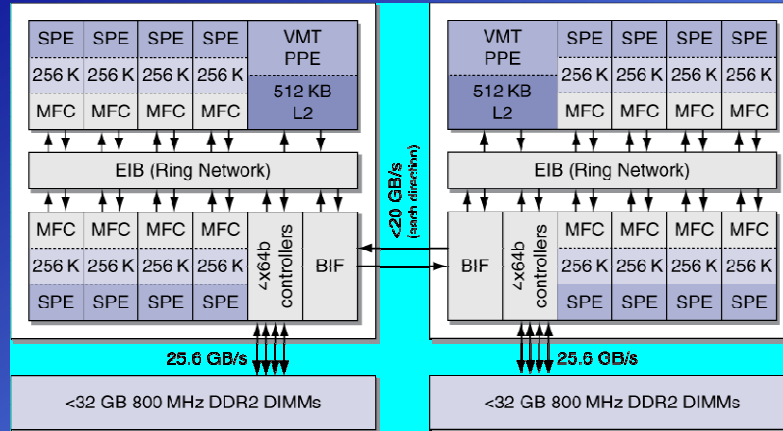 SPE SPE SPE SPE VMT PPE
256 K 256 K 256 K 256 K 512 KB L2
MFC MFC MFC MFC
EIB (Ring Network)
MFC MFC MFC MFC 4x64b controllers BIF
256 K 256 K 256 K 256 K
SPE SPE SPE SPE
25.6 GB/s
<32 GB 800 MHz DDR2 DIMMs
<20 GB/s
(each direction)
VMT PPE SPE SPE SPE SPE
512 KB L2 256 K 256 K 256 K 256 K
MFC MFC MFC MFC
EIB (Ring Network)
BIF 4x64b controllers MFC MFC MFC MFC
256 K 256 K 256 K 256 K
SPE SPE SPE SPE
25.6 GB/s
<32 GB 800 MHz DDR2 DIMMs